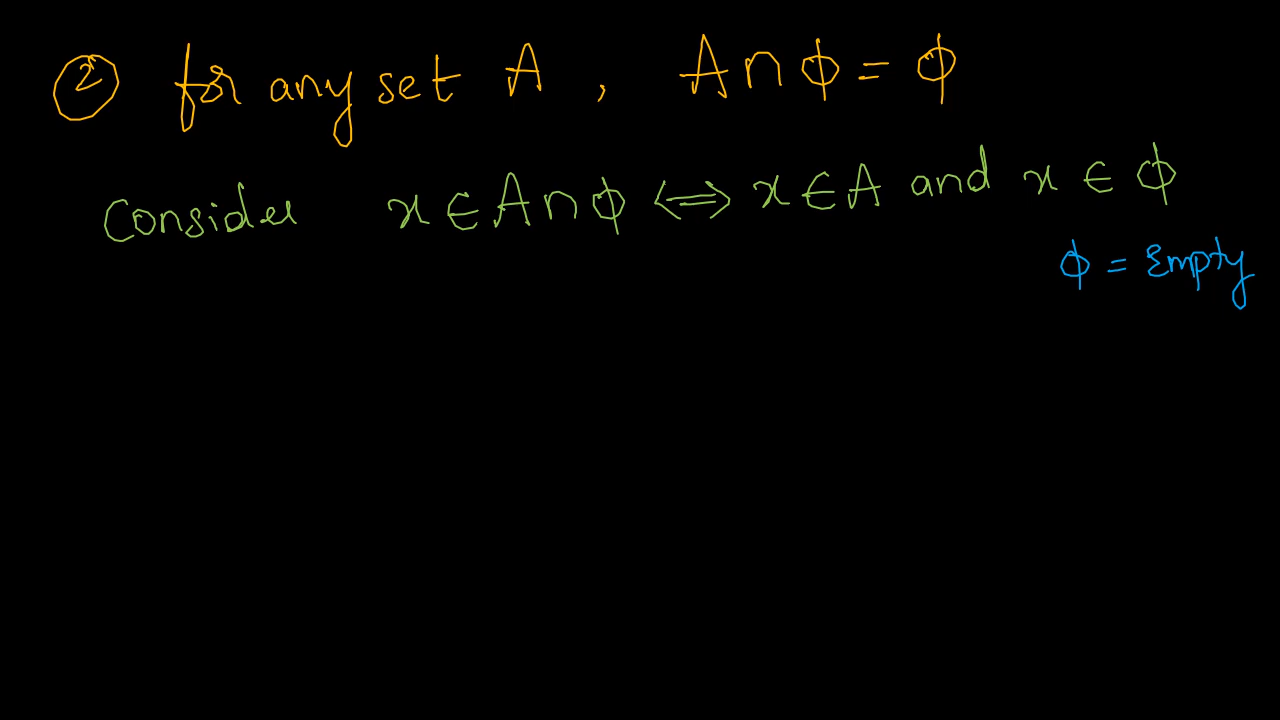 ② for any set A , A ∩ ϕ = ϕ
Consider x ∈ A ∩ ϕ ⟺ x ∈ A and x ∈ ϕ
ϕ = Empty